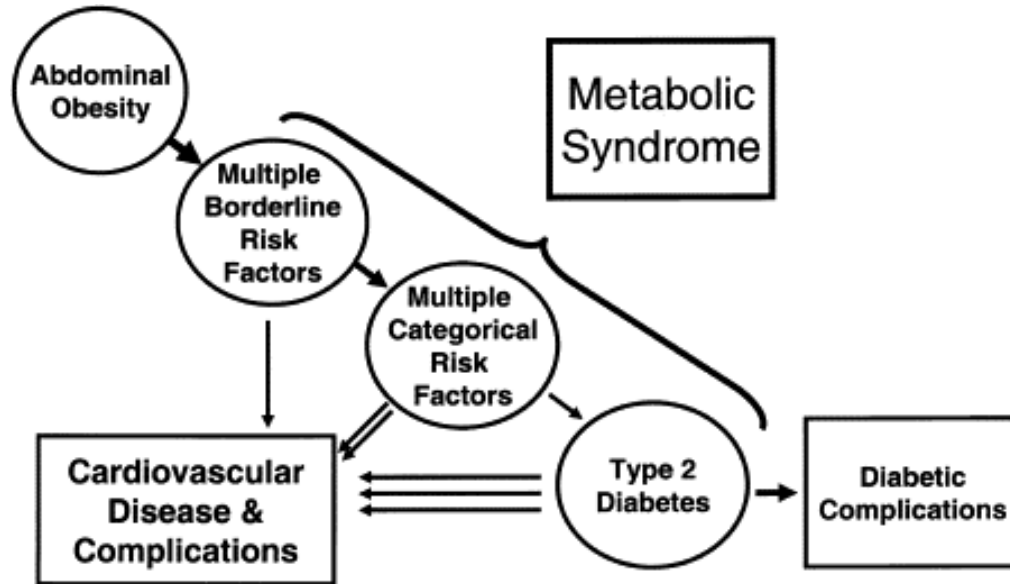 Abdominal
Obesity
Metabolic
Syndrome
Multiple
Borderline
Risk
Factors
Multiple
Categorical
Risk
Factors
Cardiovascular
Disease &
Complications
Type 2
Diabetes
Diabetic
Complications